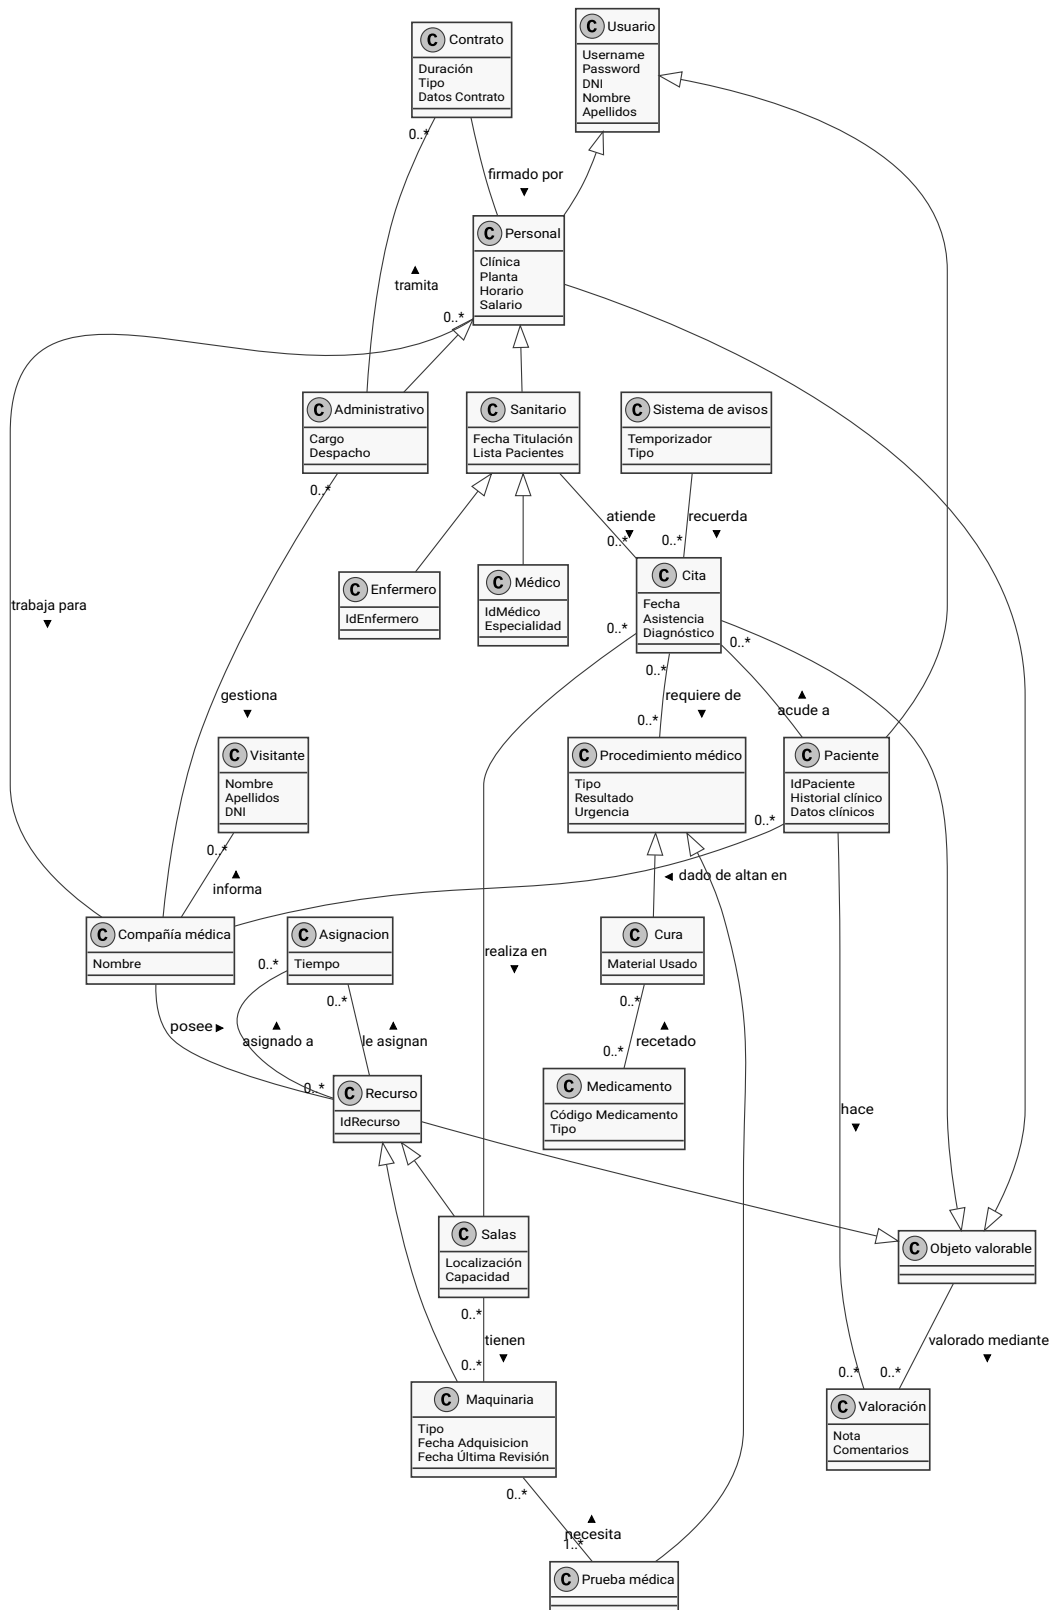 C Contrato
Duración
Tipo
Datos Contrato
C Usuario
Username
Password
DNI
Nombre
Apellidos
0..*
firmado por
▼
C Personal
Clínica
Planta
Horario
Salario
▲
tramita
0..*
C Administrativo
Cargo
Despacho
C Sanitario
Fecha Titulación
Lista Pacientes
C Sistema de avisos
Temporizador
Tipo
0..*
atiende
▼
0..*
recuerda
▼
0..*
C Enfermero
IdEnfermero
C Médico
IdMédico
Especialidad
C Cita
Fecha
Asistencia
Diagnóstico
trabaja para
▼
0..*
0..*
0..*
gestiona
▼
requiere de
▼
0..*
▲
acude a
C Visitante
Nombre
Apellidos
DNI
C Procedimiento médico
Tipo
Resultado
Urgencia
C Paciente
IdPaciente
Historial clínico
Datos clínicos
0..*
0..*
▲
informa
◄ dado de altan en
C Compañía médica
Nombre
C Asignacion
Tiempo
realiza en
▼
C Cura
Material Usado
0..*
0..*
0..*
posee ►
▲
asignado a
▲
le asignan
▲
recetado
0..*
0..*
C Recurso
IdRecurso
C Medicamento
Código Medicamento
Tipo
hace
▼
C Salas
Localización
Capacidad
C Objeto valorable
0..*
tienen
▼
0..*
valorado mediante
▼
0..*
0..*
C Maquinaria
Tipo
Fecha Adquisicion
Fecha Última Revisión
C Valoración
Nota
Comentarios
0..*
▲
necesita
1..*
C Prueba médica